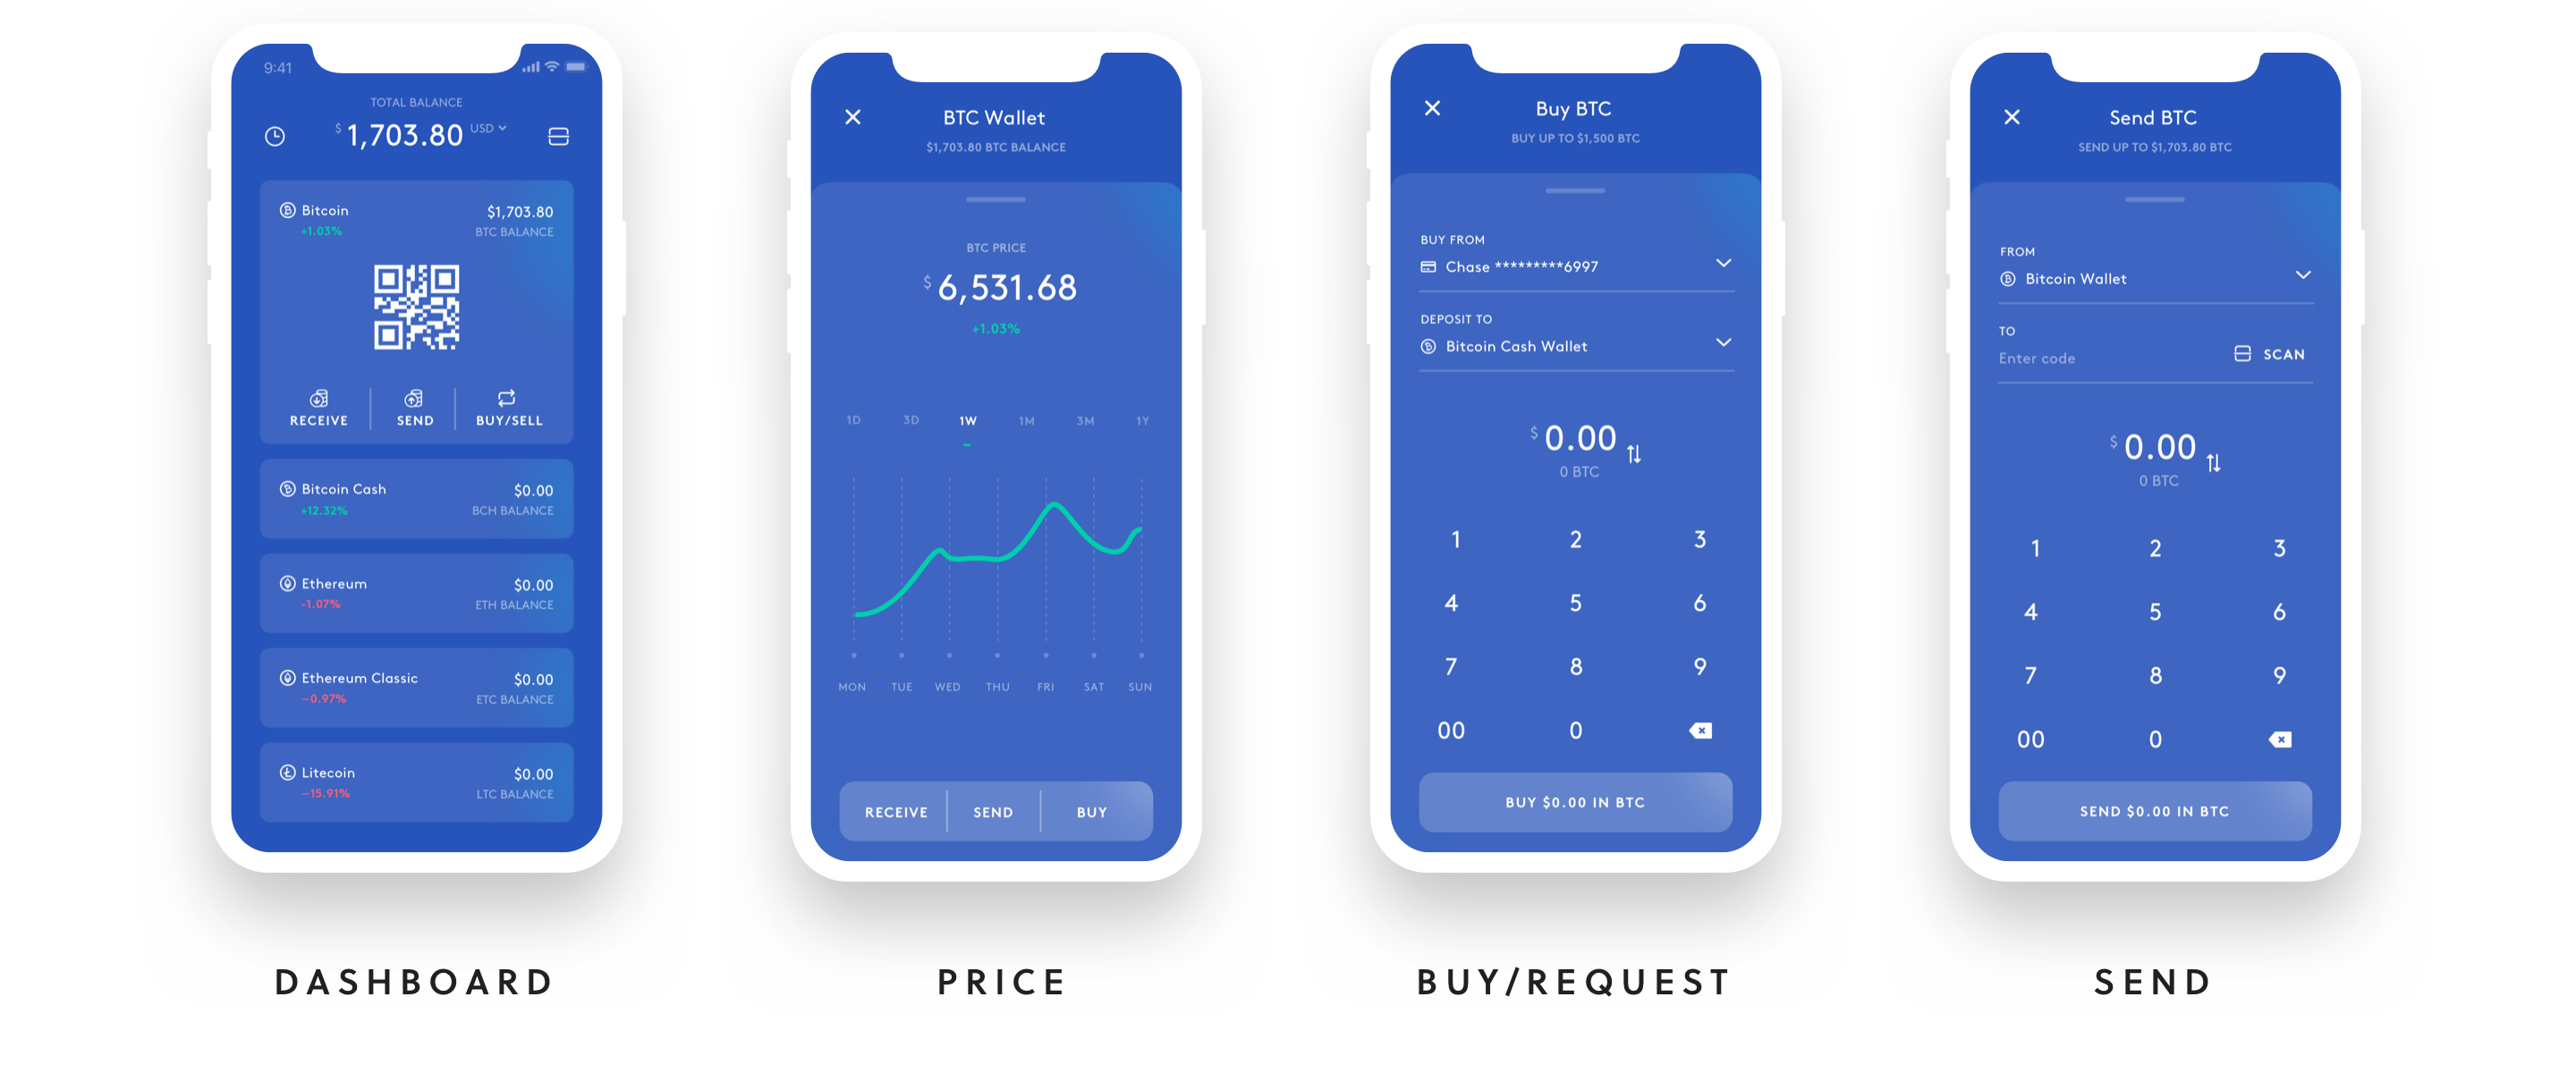 9:41
TOTAL BALANCE
$ 1,703.80 USD
Bitcoin $1,703.80
+1.03% BTC BALANCE
RECEIVE SEND BUY/SELL
Bitcoin Cash $0.00
+12.32% BCH BALANCE
Ethereum $0.00
-1.07% ETH BALANCE
Ethereum Classic $0.00
–0.97% ETC BALANCE
Litecoin $0.00
–15.91% LTC BALANCE
DASHBOARD
BTC Wallet
$1,703.80 BTC BALANCE
BTC PRICE
$ 6,531.68
+1.03%
1D 3D 1W 1M 3M 1Y
MON TUE WED THU FRI SAT SUN
RECEIVE SEND BUY
PRICE
Buy BTC
BUY UP TO $1,500 BTC
BUY FROM
Chase *********6997
DEPOSIT TO
Bitcoin Cash Wallet
$ 0.00
0 BTC
1 2 3
4 5 6
7 8 9
00 0
BUY $0.00 IN BTC
BUY/REQUEST
Send BTC
SEND UP TO $1,703.80 BTC
FROM
Bitcoin Wallet
TO
Enter code SCAN
$ 0.00
0 BTC
1 2 3
4 5 6
7 8 9
00 0
SEND $0.00 IN BTC
SEND